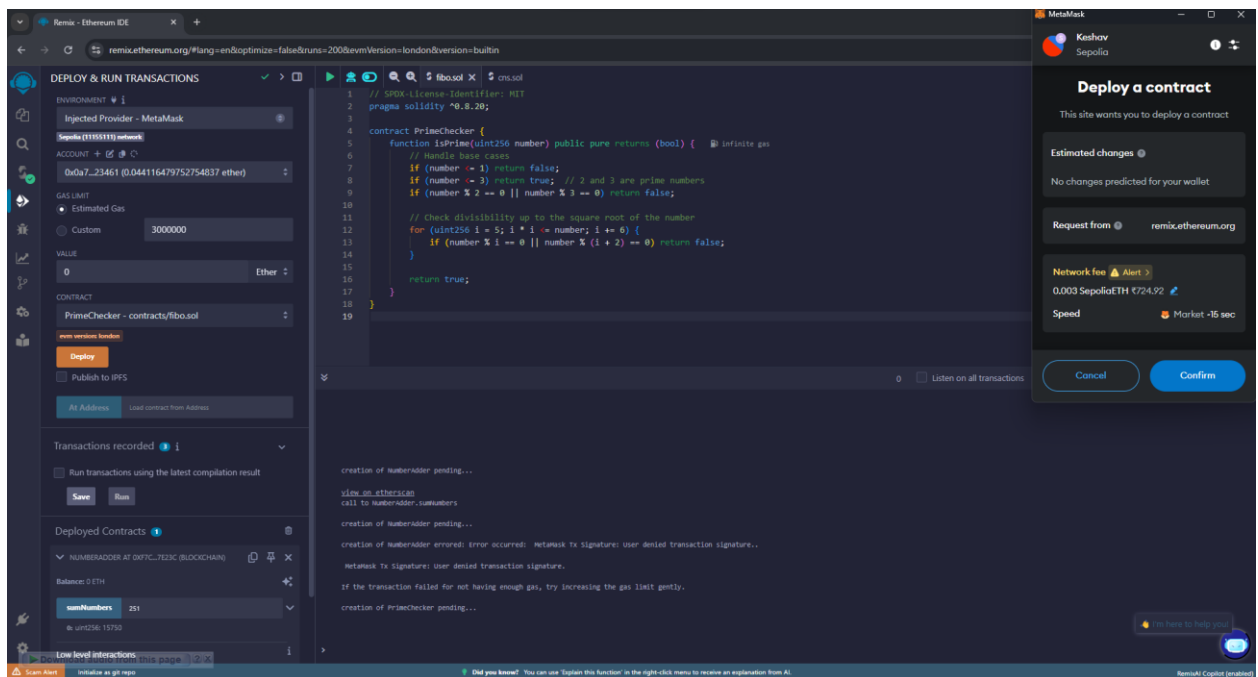 Remix - Ethereum IDE
remix.ethereum.org/#lang=en&optimize=false&runs=200&evmVersion=london&version=builtin
DEPLOY & RUN TRANSACTIONS
ENVIRONMENT
Injected Provider - MetaMask
Sepolia (11155111) network
ACCOUNT
0x0a7...23461 (0.044116479752754837 ether)
GAS LIMIT
Estimated Gas
Custom 3000000
VALUE
0 Ether
CONTRACT
PrimeChecker - contracts/fibo.sol
evm version: london
Deploy
Publish to IPFS
At Address Load contract from Address
Transactions recorded 3 i
Run transactions using the latest compilation result
Save Run
Deployed Contracts 1
NUMBERADDER AT 0XF7C...7E23C (BLOCKCHAIN)
Balance: 0 ETH
sumNumbers 251
0: uint256: 15750
Low level interactions
Download audio from this page
Scam Alert
Initialize as git repo
fibo.sol
cns.sol
1 // SPDX-License-Identifier: MIT
2 pragma solidity ^0.8.20;
3
4 contract PrimeChecker {
5 function isPrime(uint256 number) public pure returns (bool) { infinite gas
6 // Handle base cases
7 if (number <= 1) return false;
8 if (number <= 3) return true; // 2 and 3 are prime numbers
9 if (number % 2 == 0 || number % 3 == 0) return false;
10
11 // Check divisibility up to the square root of the number
12 for (uint256 i = 5; i * i <= number; i += 6) {
13 if (number % i == 0 || number % (i + 2) == 0) return false;
14 }
15
16 return true;
17 }
18 }
19
0 Listen on all transactions
creation of NumberAdder pending...
view on etherscan
call to NumberAdder.sumNumbers
creation of NumberAdder pending...
creation of NumberAdder errored: Error occurred: MetaMask Tx Signature: User denied transaction signature..
MetaMask Tx Signature: User denied transaction signature.
If the transaction failed for not having enough gas, try increasing the gas limit gently.
creation of PrimeChecker pending...
>
I'm here to help you!
Did you know? You can use 'Explain this function' in the right-click menu to receive an explanation from AI.
RemixAI Copilot (enabled)
MetaMask
Keshav
Sepolia
Deploy a contract
This site wants you to deploy a contract
Estimated changes
No changes predicted for your wallet
Request from remix.ethereum.org
Network fee Alert >
0.003 SepoliaETH ₹724.92
Speed Market ~15 sec
Cancel Confirm